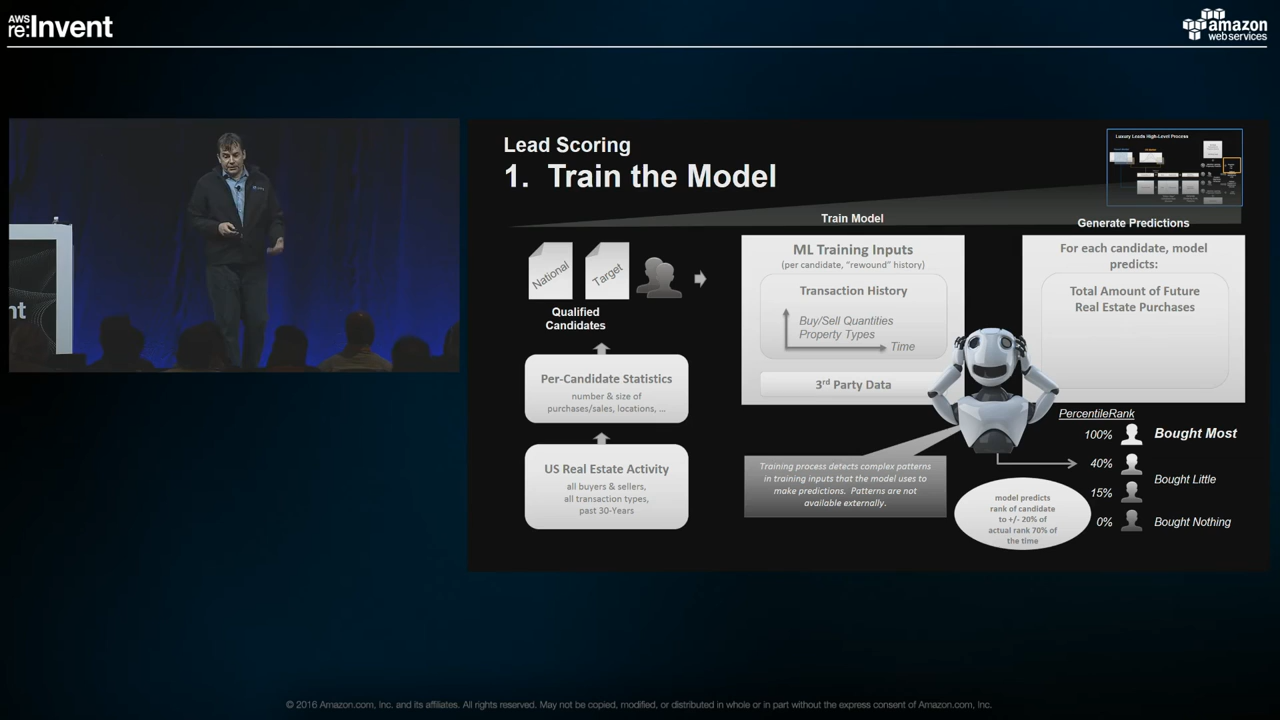 AWS
re:Invent
amazon
web services
nt
Lead Scoring
1. Train the Model
Luxury Leads High-Level Process
Train Model
Generate Predictions
National
Target
Qualified
Candidates
Per-Candidate Statistics
number & size of
purchases/sales, locations, ...
US Real Estate Activity
all buyers & sellers,
all transaction types,
past 30-Years
ML Training Inputs
(per candidate, “rewound” history)
Transaction History
Buy/Sell Quantities
Property Types
Time
3rd Party Data
For each candidate, model
predicts:
Total Amount of Future
Real Estate Purchases
Training process detects complex patterns
in training inputs that the model uses to
make predictions. Patterns are not
available externally.
model predicts
rank of candidate
to +/- 20% of
actual rank 70% of
the time
PercentileRank
100% Bought Most
40%
Bought Little
15%
0% Bought Nothing
© 2016 Amazon.com, Inc. and its affiliates. All rights reserved. May not be copied, modified, or distributed in whole or in part without the express consent of Amazon.com, Inc.